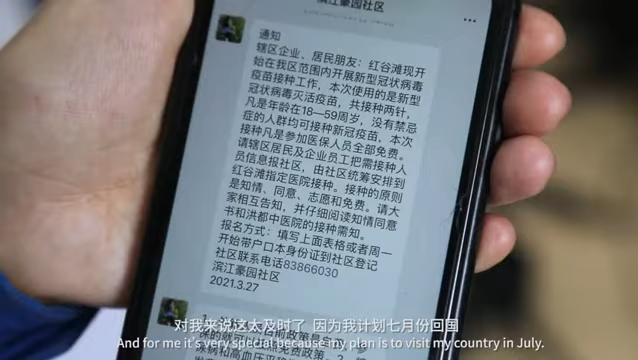 滨江豪园社区
通知
辖区企业、居民朋友：红谷滩现开
始在我区范围内开展新型冠状病毒
疫苗接种工作，本次使用的是新型
冠状病毒灭活疫苗，共接种两针，
凡是年龄在18—59周岁，没有禁忌
症的人群均可接种新冠疫苗，本次
接种凡是参加医保人员全部免费。
请辖区居民及企业员工把需接种人
员信息报社区，由社区统筹安排到
红谷滩指定医院接种。接种的原则
是知情、同意、志愿和免费。请大
家相互告知，并仔细阅读知情同意
书和洪都中医院的接种需知。
报名方式：填写上面表格或者周一
开始带户口本身份证到社区登记
社区联系电话83866030
滨江豪园社区
2021.3.27
对我来说这太及时了 因为我计划七月份回国
And for me it's very special because my plan is to visit my country in July.